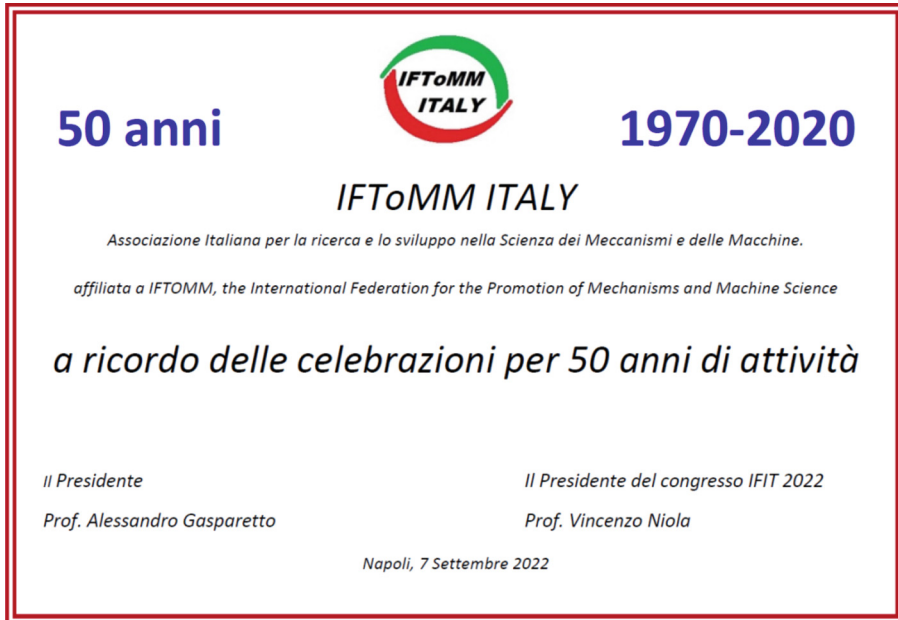 IFToMM
ITALY
50 anni
1970-2020
IFToMM ITALY
Associazione Italiana per la ricerca e lo sviluppo nella Scienza dei Meccanismi e delle Macchine.
affiliata a IFTOMM, the International Federation for the Promotion of Mechanisms and Machine Science
a ricordo delle celebrazioni per 50 anni di attività
Il Presidente
Il Presidente del congresso IFIT 2022
Prof. Alessandro Gasparetto
Prof. Vincenzo Niola
Napoli, 7 Settembre 2022